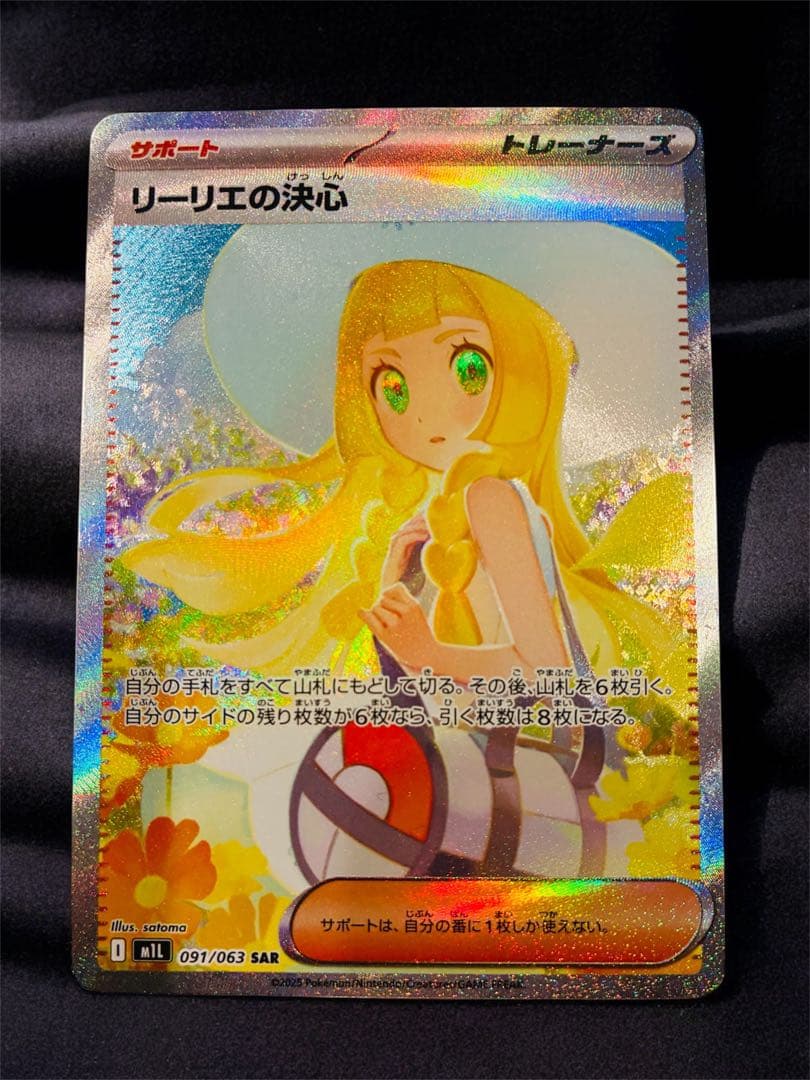 サポート
トレーナーズ
けっ しん
リーリエの決心
じぶん てふだ やまふだ き ご やまふだ まい ひ
自分の手札をすべて山札にもどして切る。その後、山札を6枚引く。
じぶん のこ まいすう まい ひ まいすう まい
自分のサイドの残り枚数が6枚なら、引く枚数は8枚になる。
じぶん ばん まい つか
サポートは、自分の番に1枚しか使えない。
Illus. satoma
I M1L 091/063 SAR
©2025 Pokémon/Nintendo/Creatures/GAME FREAK.